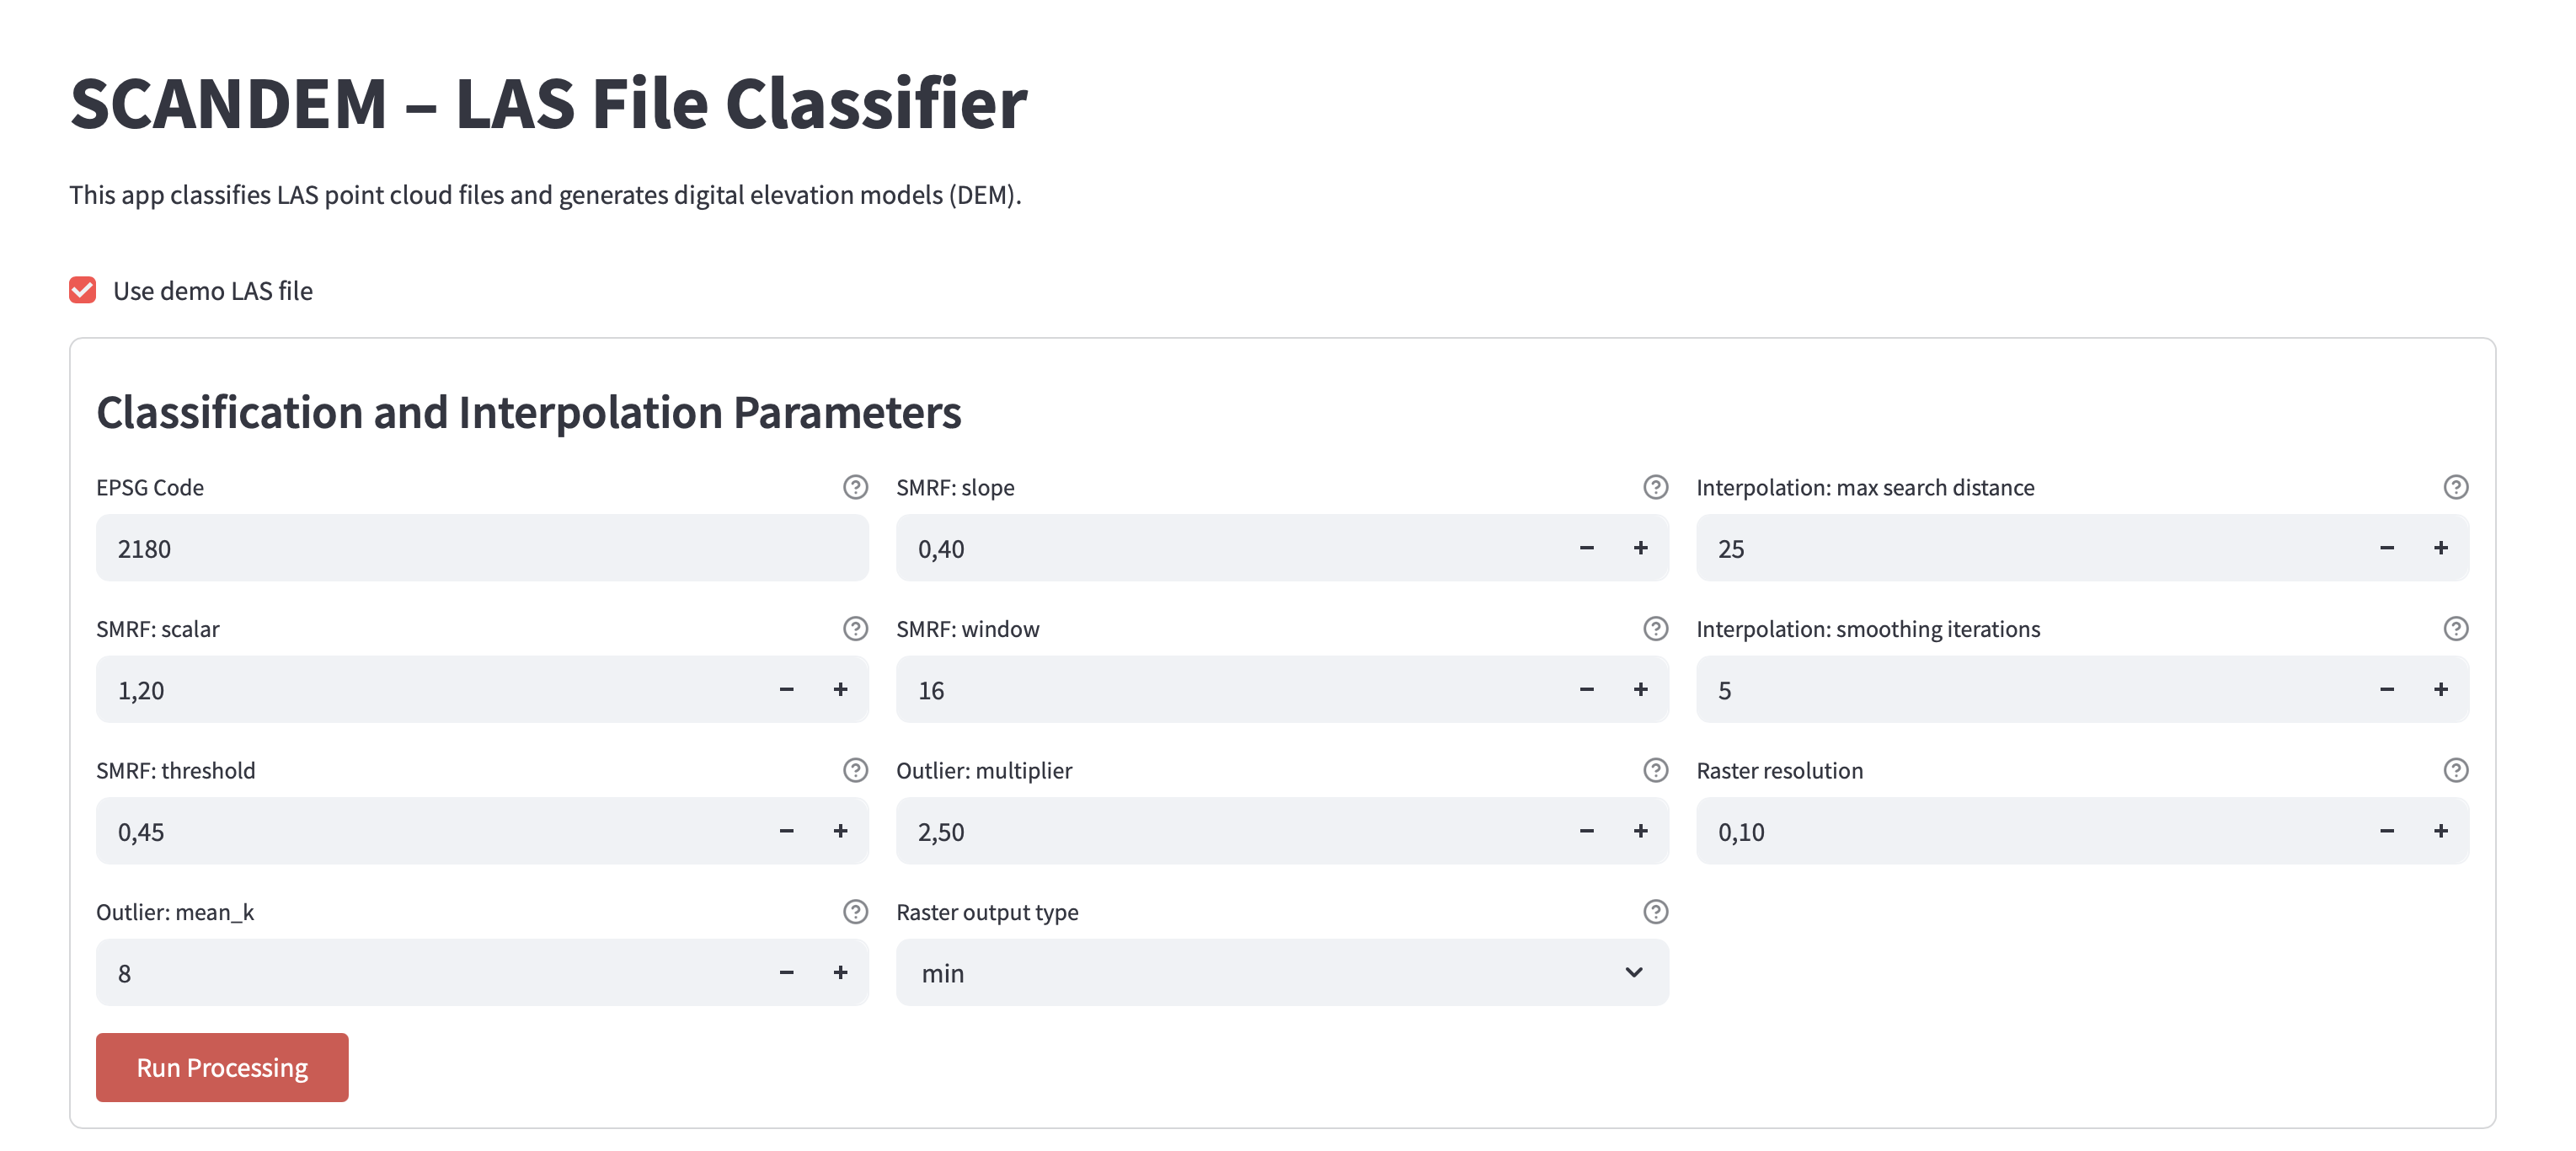 SCANDEM – LAS File Classifier
This app classifies LAS point cloud files and generates digital elevation models (DEM).
Use demo LAS file
Classification and Interpolation Parameters
EPSG Code
2180
SMRF: slope
0,40
Interpolation: max search distance
25
SMRF: scalar
1,20
SMRF: window
16
Interpolation: smoothing iterations
5
SMRF: threshold
0,45
Outlier: multiplier
2,50
Raster resolution
0,10
Outlier: mean_k
8
Raster output type
min
Run Processing